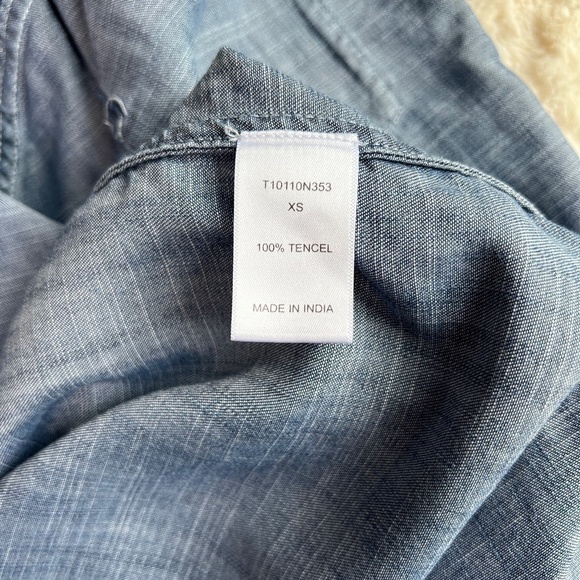 T10110N353
XS
100% TENCEL
MADE IN INDIA